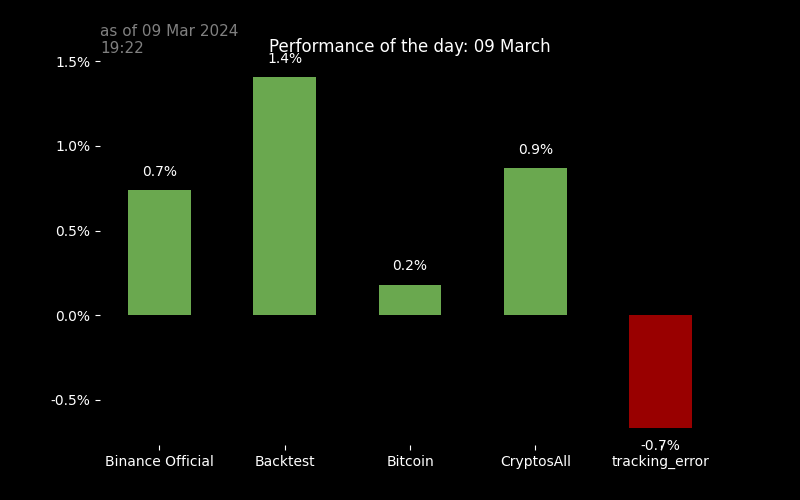 as of 09 Mar 2024
19:22
Performance of the day: 09 March
1.5%
1.0%
0.5%
0.0%
-0.5%
0.7%
1.4%
0.2%
0.9%
-0.7%
Binance Official
Backtest
Bitcoin
CryptosAll
tracking_error